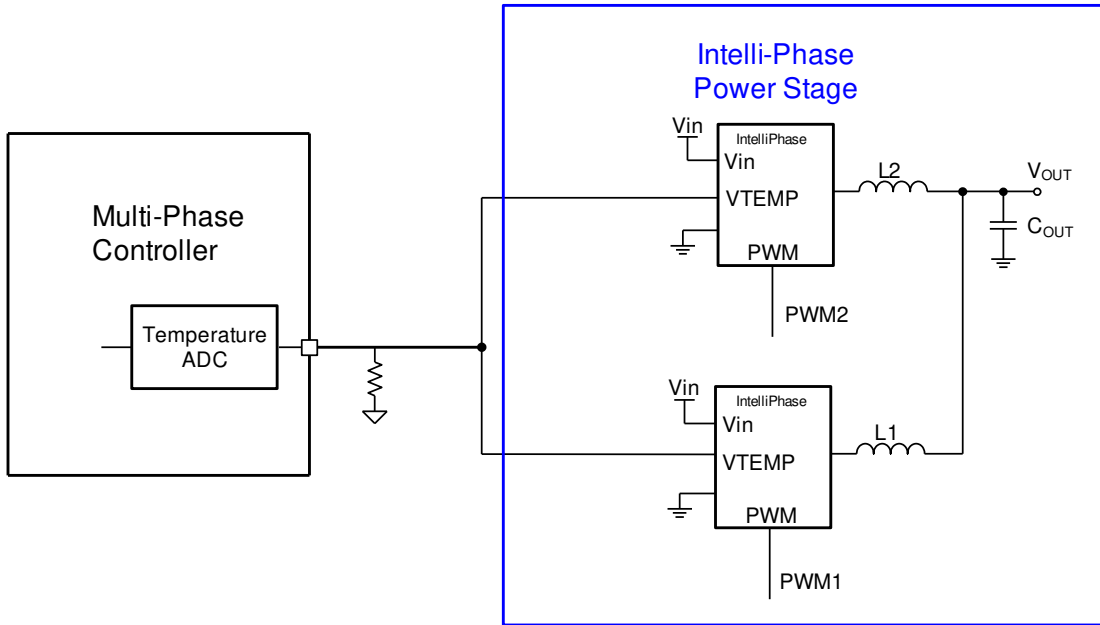 Intelli-Phase
Power Stage
Multi-Phase
Controller
Temperature
ADC
Vin
IntelliPhase
Vin
VTEMP
PWM
PWM2
L2
VOUT
COUT
Vin
IntelliPhase
Vin
VTEMP
PWM
PWM1
L1